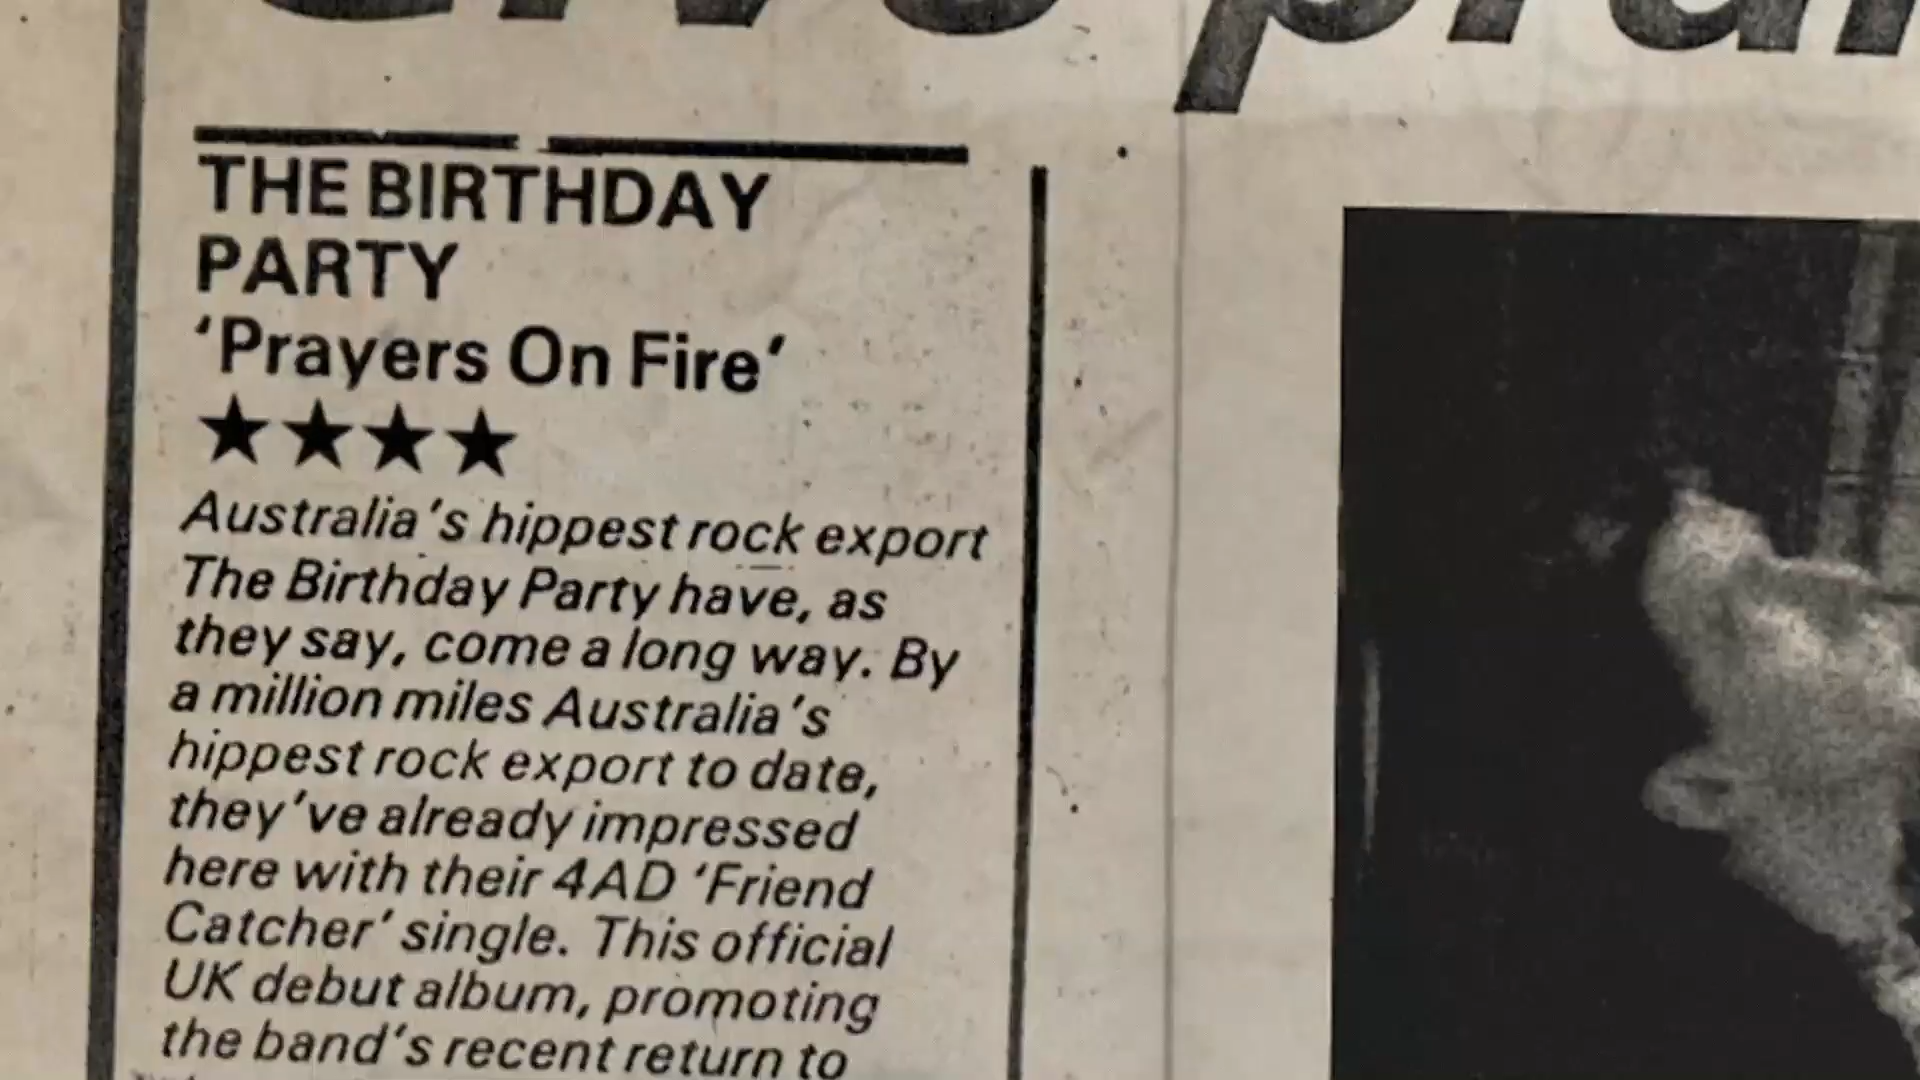 THE BIRTHDAY
PARTY
‘Prayers On Fire’
★★★★
Australia’s hippest rock export
The Birthday Party have, as
they say, come a long way. By
a million miles Australia’s
hippest rock export to date,
they’ve already impressed
here with their 4AD ‘Friend
Catcher’ single. This official
UK debut album, promoting
the band’s recent return to